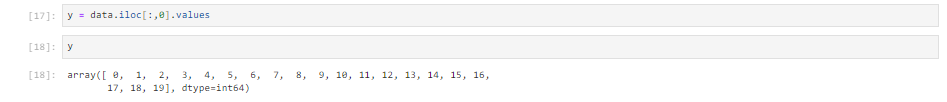 [17]: y = data.iloc[:,0].values
[18]: y
[18]: array([ 0,  1,  2,  3,  4,  5,  6,  7,  8,  9, 10, 11, 12, 13, 14, 15, 16,
17, 18, 19], dtype=int64)